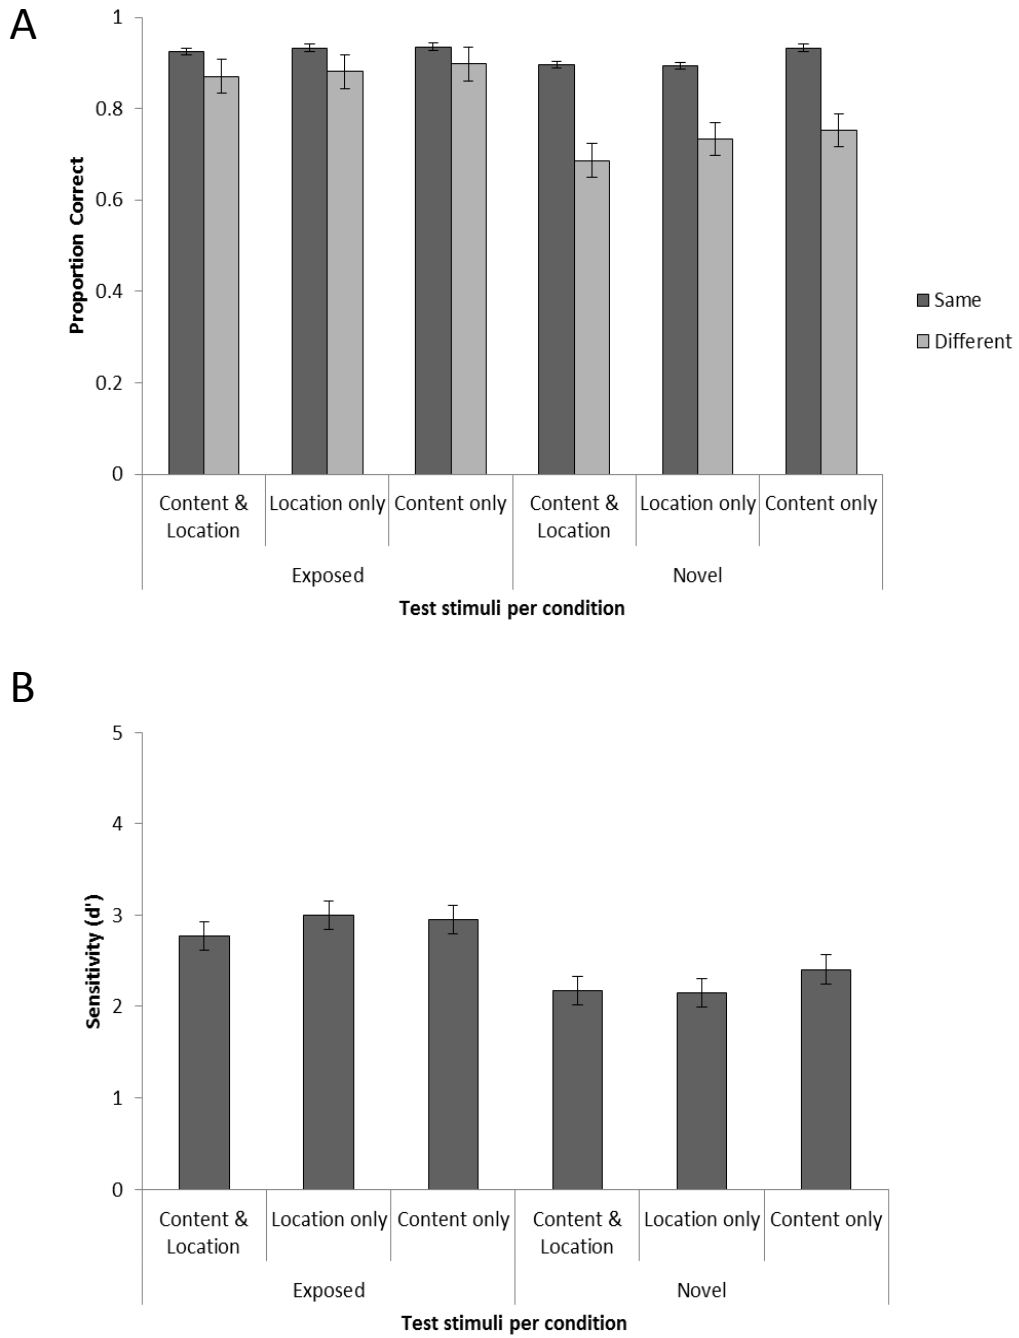 A
1
0.8
0.6
0.4
0.2
0
Proportion Correct
Same
Different
Content & Location
Location only
Content only
Content & Location
Location only
Content only
Exposed
Novel
Test stimuli per condition
B
5
4
3
2
1
0
Sensitivity (d')
Content & Location
Location only
Content only
Content & Location
Location only
Content only
Exposed
Novel
Test stimuli per condition